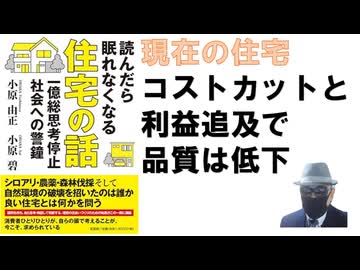 読んだら
眠れなくなる
住宅の話
一億総思考停止
社会への警鐘
小原 由正
小原 碧
シロアリ・農薬・森林伐採そして
自然環境の破壊を招いたのは誰か
良い住宅とは何かを問う
消費者ひとりひとりが、自らの頭で考えることが、
今こそ、求められている
現在の住宅
コストカットと
利益追及で
品質は低下